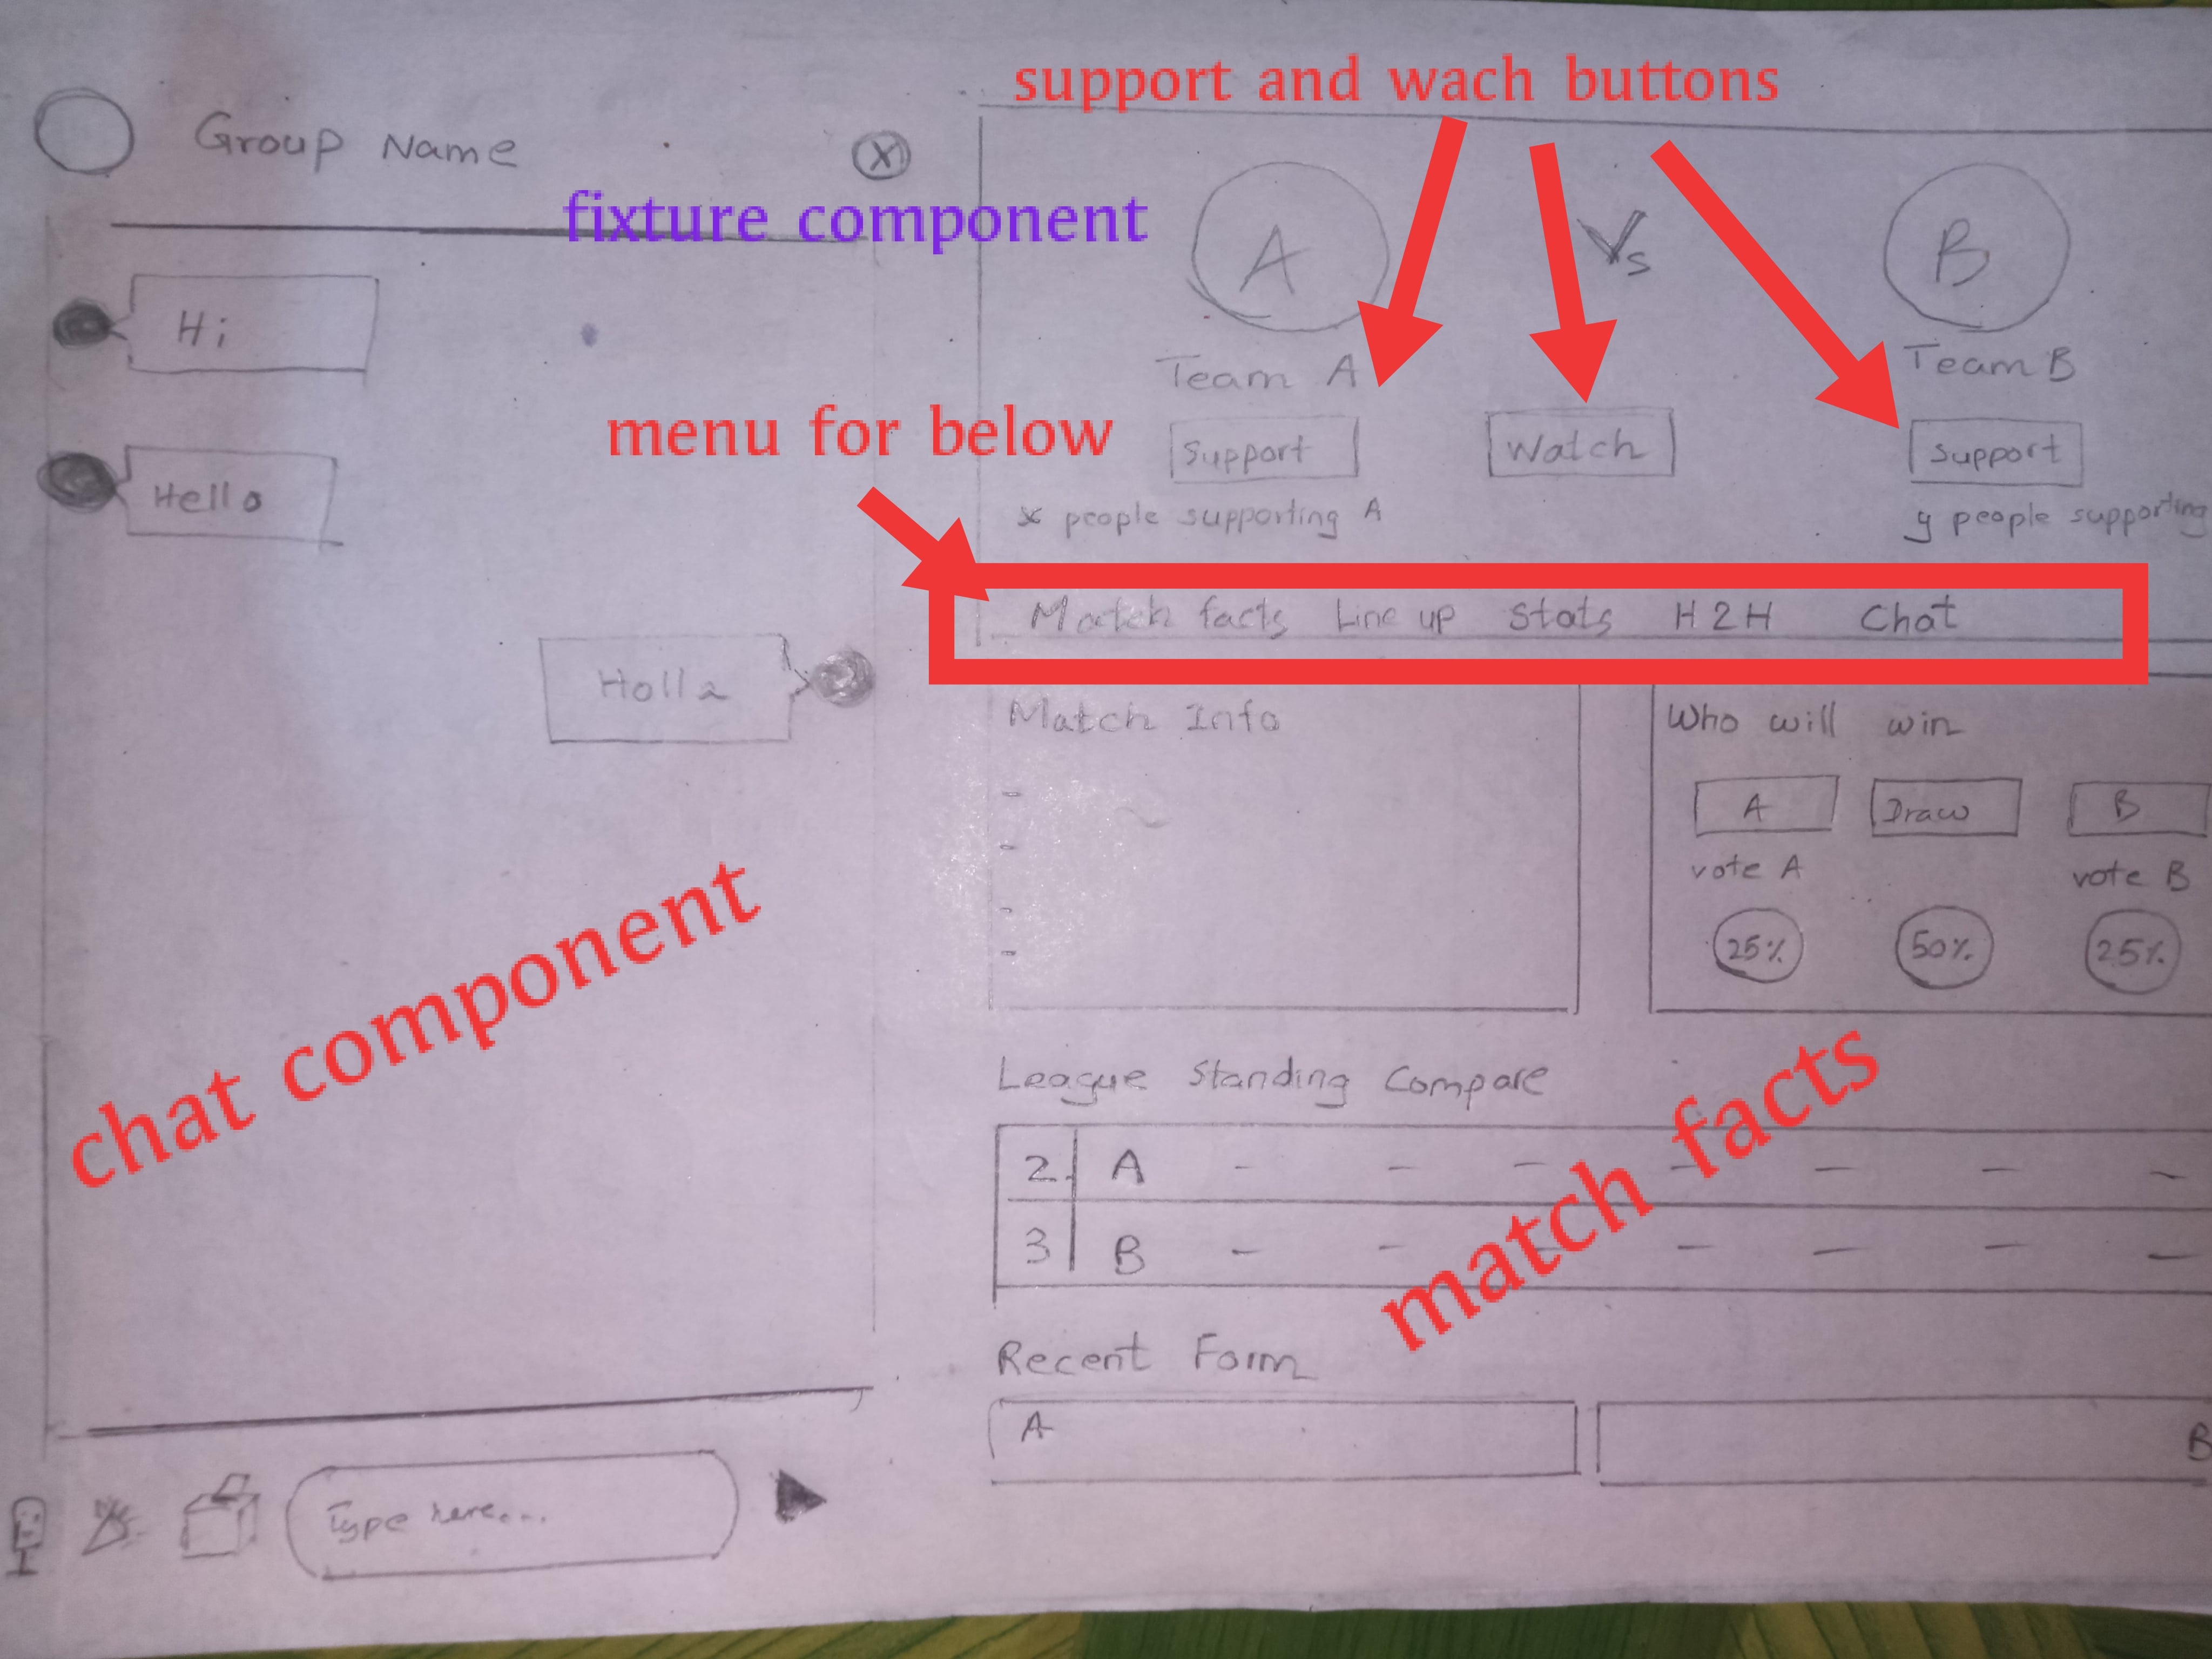 support and wach buttons
Group Name
X
fixture component
A
Vs
B
Hi
Team A
Team B
menu for below
Support
Watch
Support
Hello
x people supporting A
y people supporting
Match facts Line up Stats H2H Chat
Holla
Match Info
Who will win
A
Draw
B
vote A
vote B
25%
50%
25%
chat component
match facts
League Standing Compare
2. A - - - - - - -
3 B - - - - - - -
Recent Form
A
B
Type here...